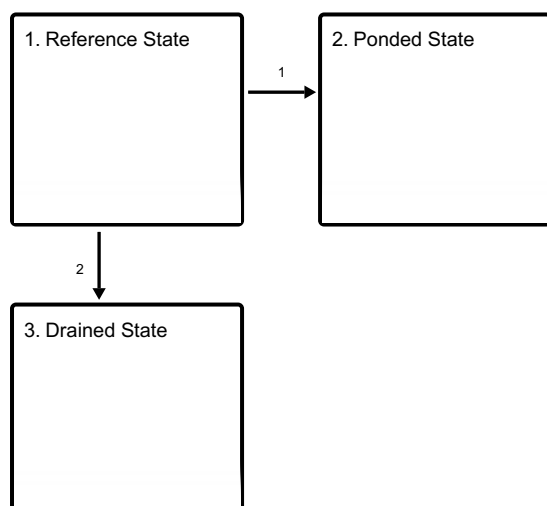 1. Reference State
2. Ponded State
1
2
3. Drained State